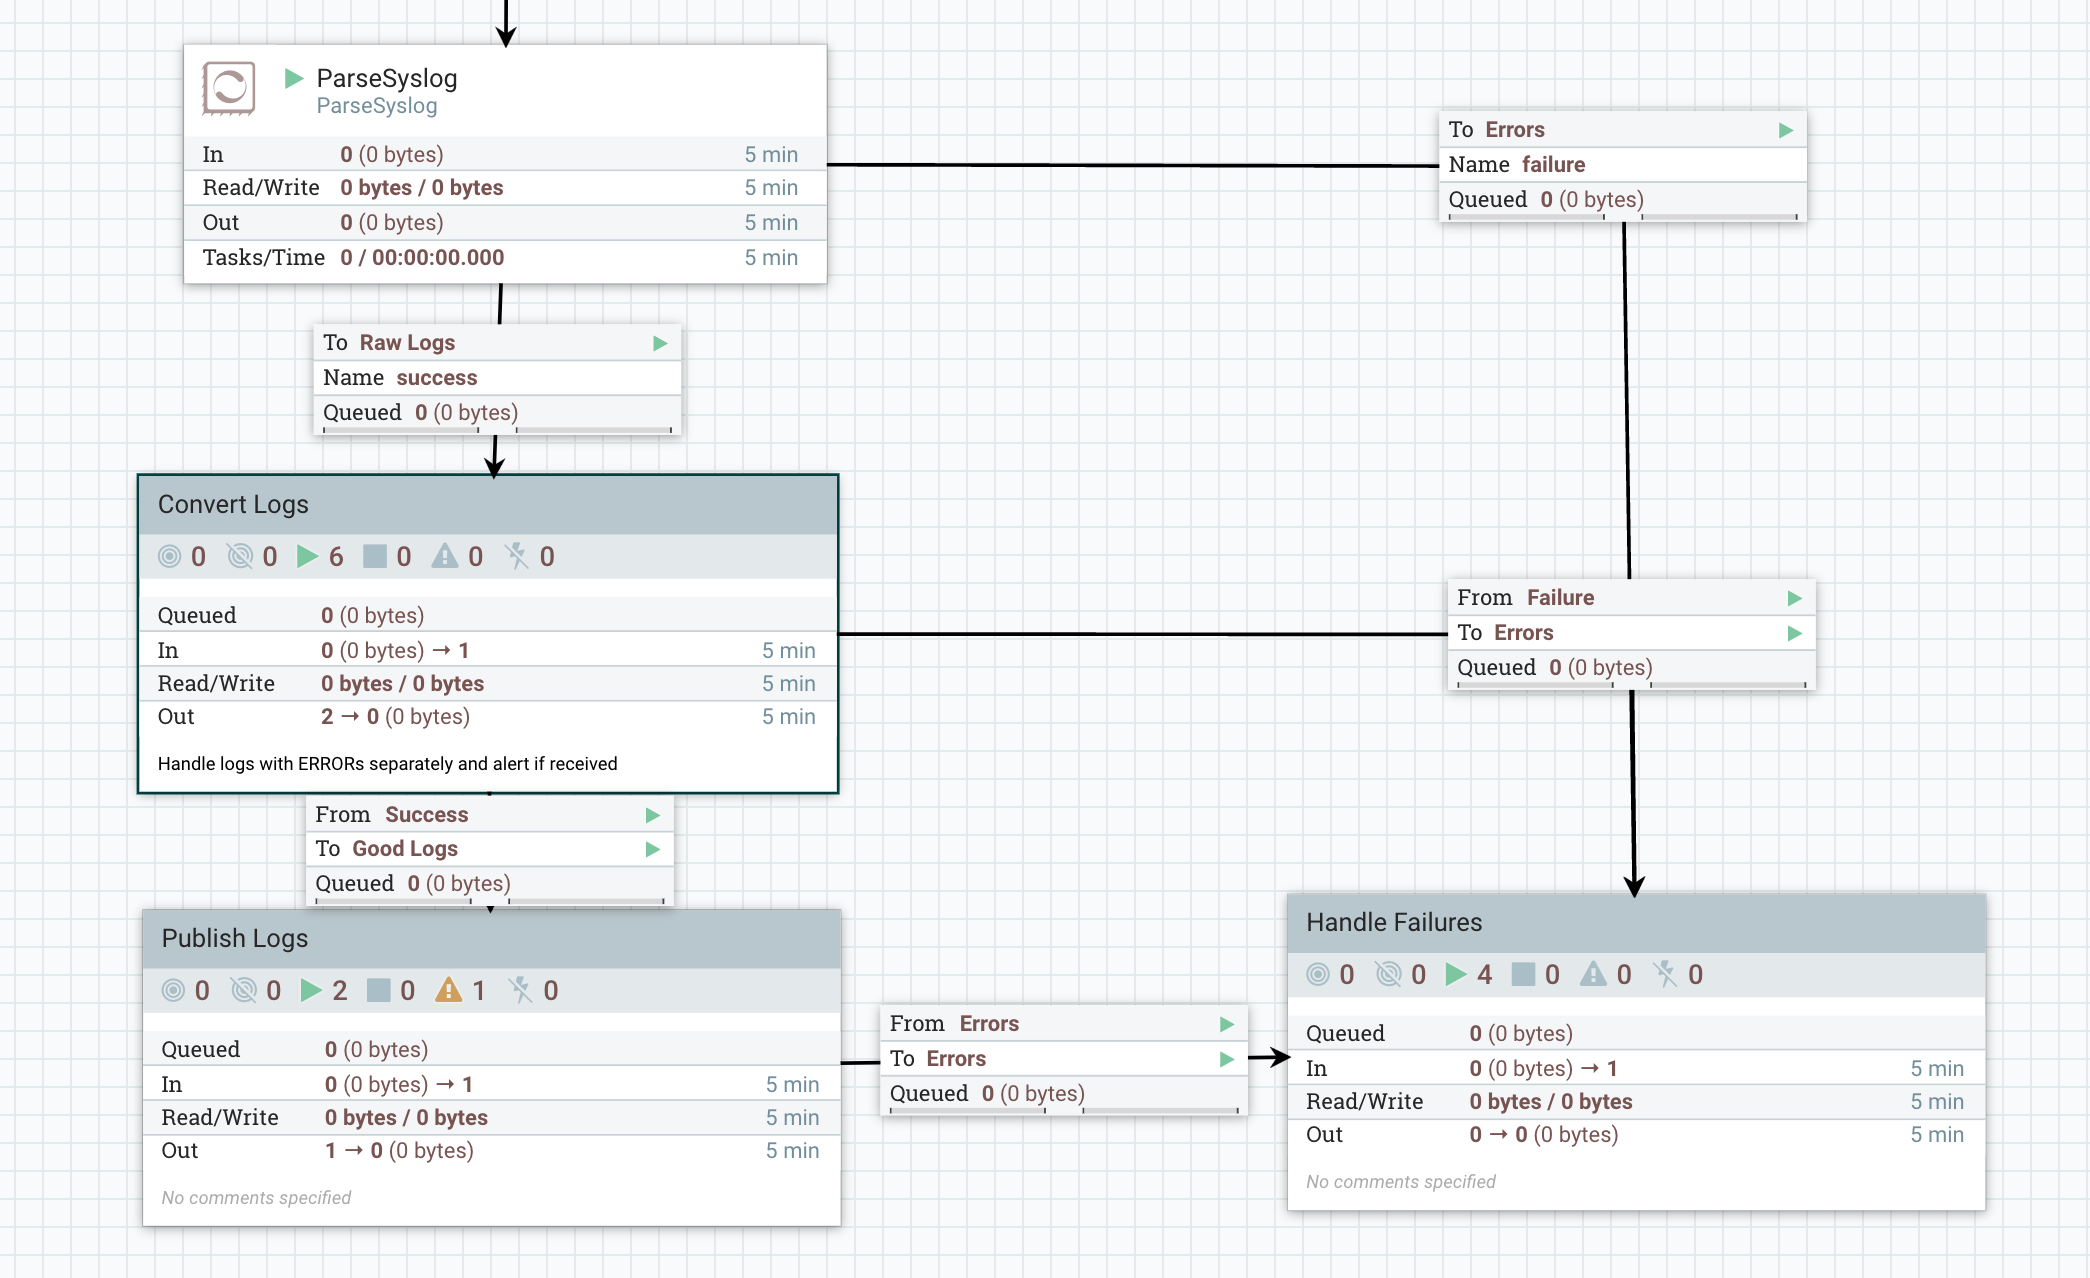 ParseSyslog
ParseSyslog
In 0 (0 bytes) 5 min
Read/Write 0 bytes / 0 bytes 5 min
Out 0 (0 bytes) 5 min
Tasks/Time 0 / 00:00:00.000 5 min
To Errors
Name failure
Queued 0 (0 bytes)
To Raw Logs
Name success
Queued 0 (0 bytes)
Convert Logs
0 0 6 0 0 0
Queued 0 (0 bytes)
In 0 (0 bytes) → 1 5 min
Read/Write 0 bytes / 0 bytes 5 min
Out 2 → 0 (0 bytes) 5 min
Handle logs with ERRORs separately and alert if received
From Failure
To Errors
Queued 0 (0 bytes)
From Success
To Good Logs
Queued 0 (0 bytes)
Publish Logs
0 0 2 0 1 0
Queued 0 (0 bytes)
In 0 (0 bytes) → 1 5 min
Read/Write 0 bytes / 0 bytes 5 min
Out 1 → 0 (0 bytes) 5 min
No comments specified
From Errors
To Errors
Queued 0 (0 bytes)
Handle Failures
0 0 4 0 0 0
Queued 0 (0 bytes)
In 0 (0 bytes) → 1 5 min
Read/Write 0 bytes / 0 bytes 5 min
Out 0 → 0 (0 bytes) 5 min
No comments specified